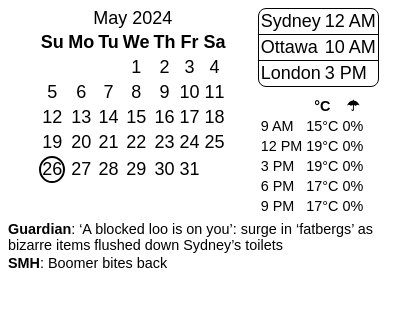 May 2024
Su Mo Tu We Th Fr Sa
1 2 3 4
5 6 7 8 9 10 11
12 13 14 15 16 17 18
19 20 21 22 23 24 25
26 27 28 29 30 31
Sydney 12 AM
Ottawa 10 AM
London 3 PM
°C ☂
9 AM 15°C 0%
12 PM 19°C 0%
3 PM 19°C 0%
6 PM 17°C 0%
9 PM 17°C 0%
Guardian: ‘A blocked loo is on you’: surge in ‘fatbergs’ as
bizarre items flushed down Sydney’s toilets
SMH: Boomer bites back